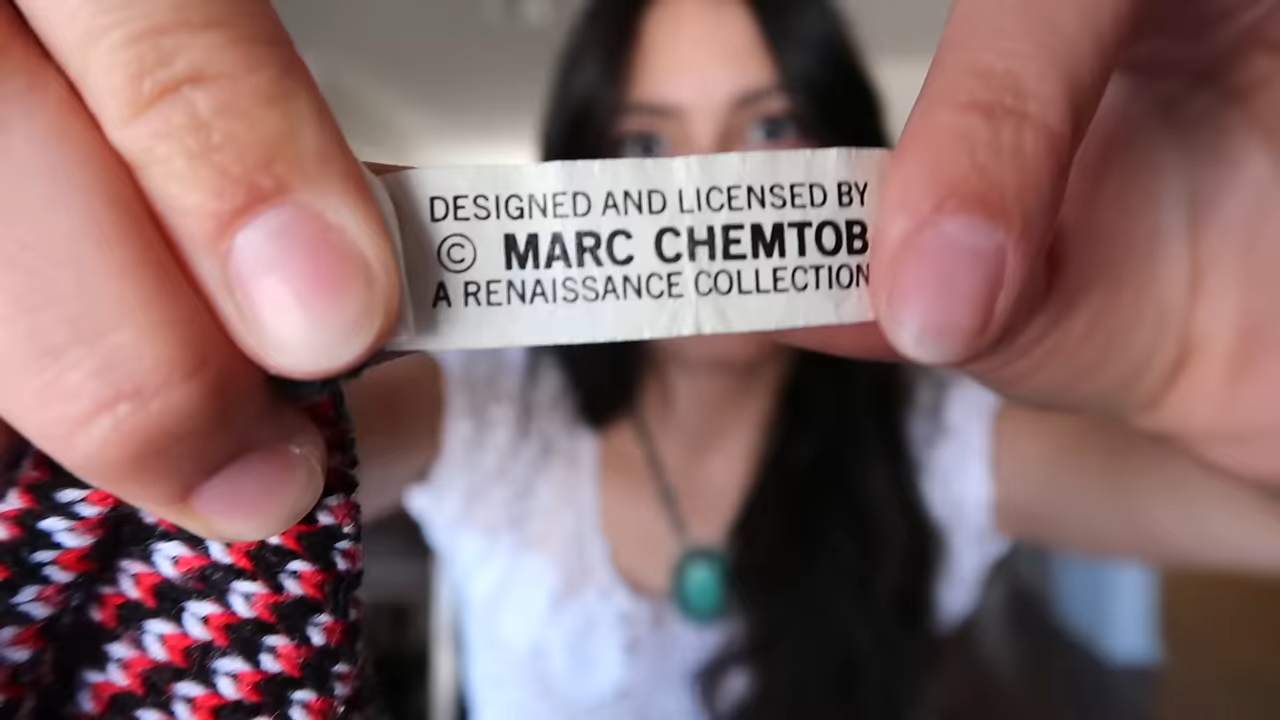 DESIGNED AND LICENSED BY
© MARC CHEMTOB
A RENAISSANCE COLLECTION